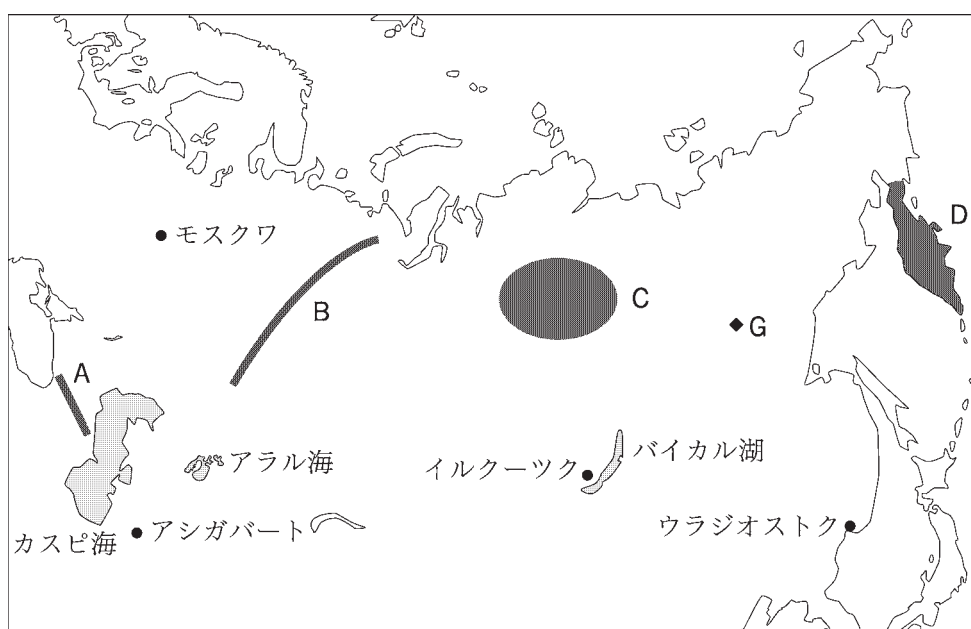 D
モスクワ
B
C
G
A
アラル海
バイカル湖
イルクーツク
ウラジオストク
アシガバート
カスピ海